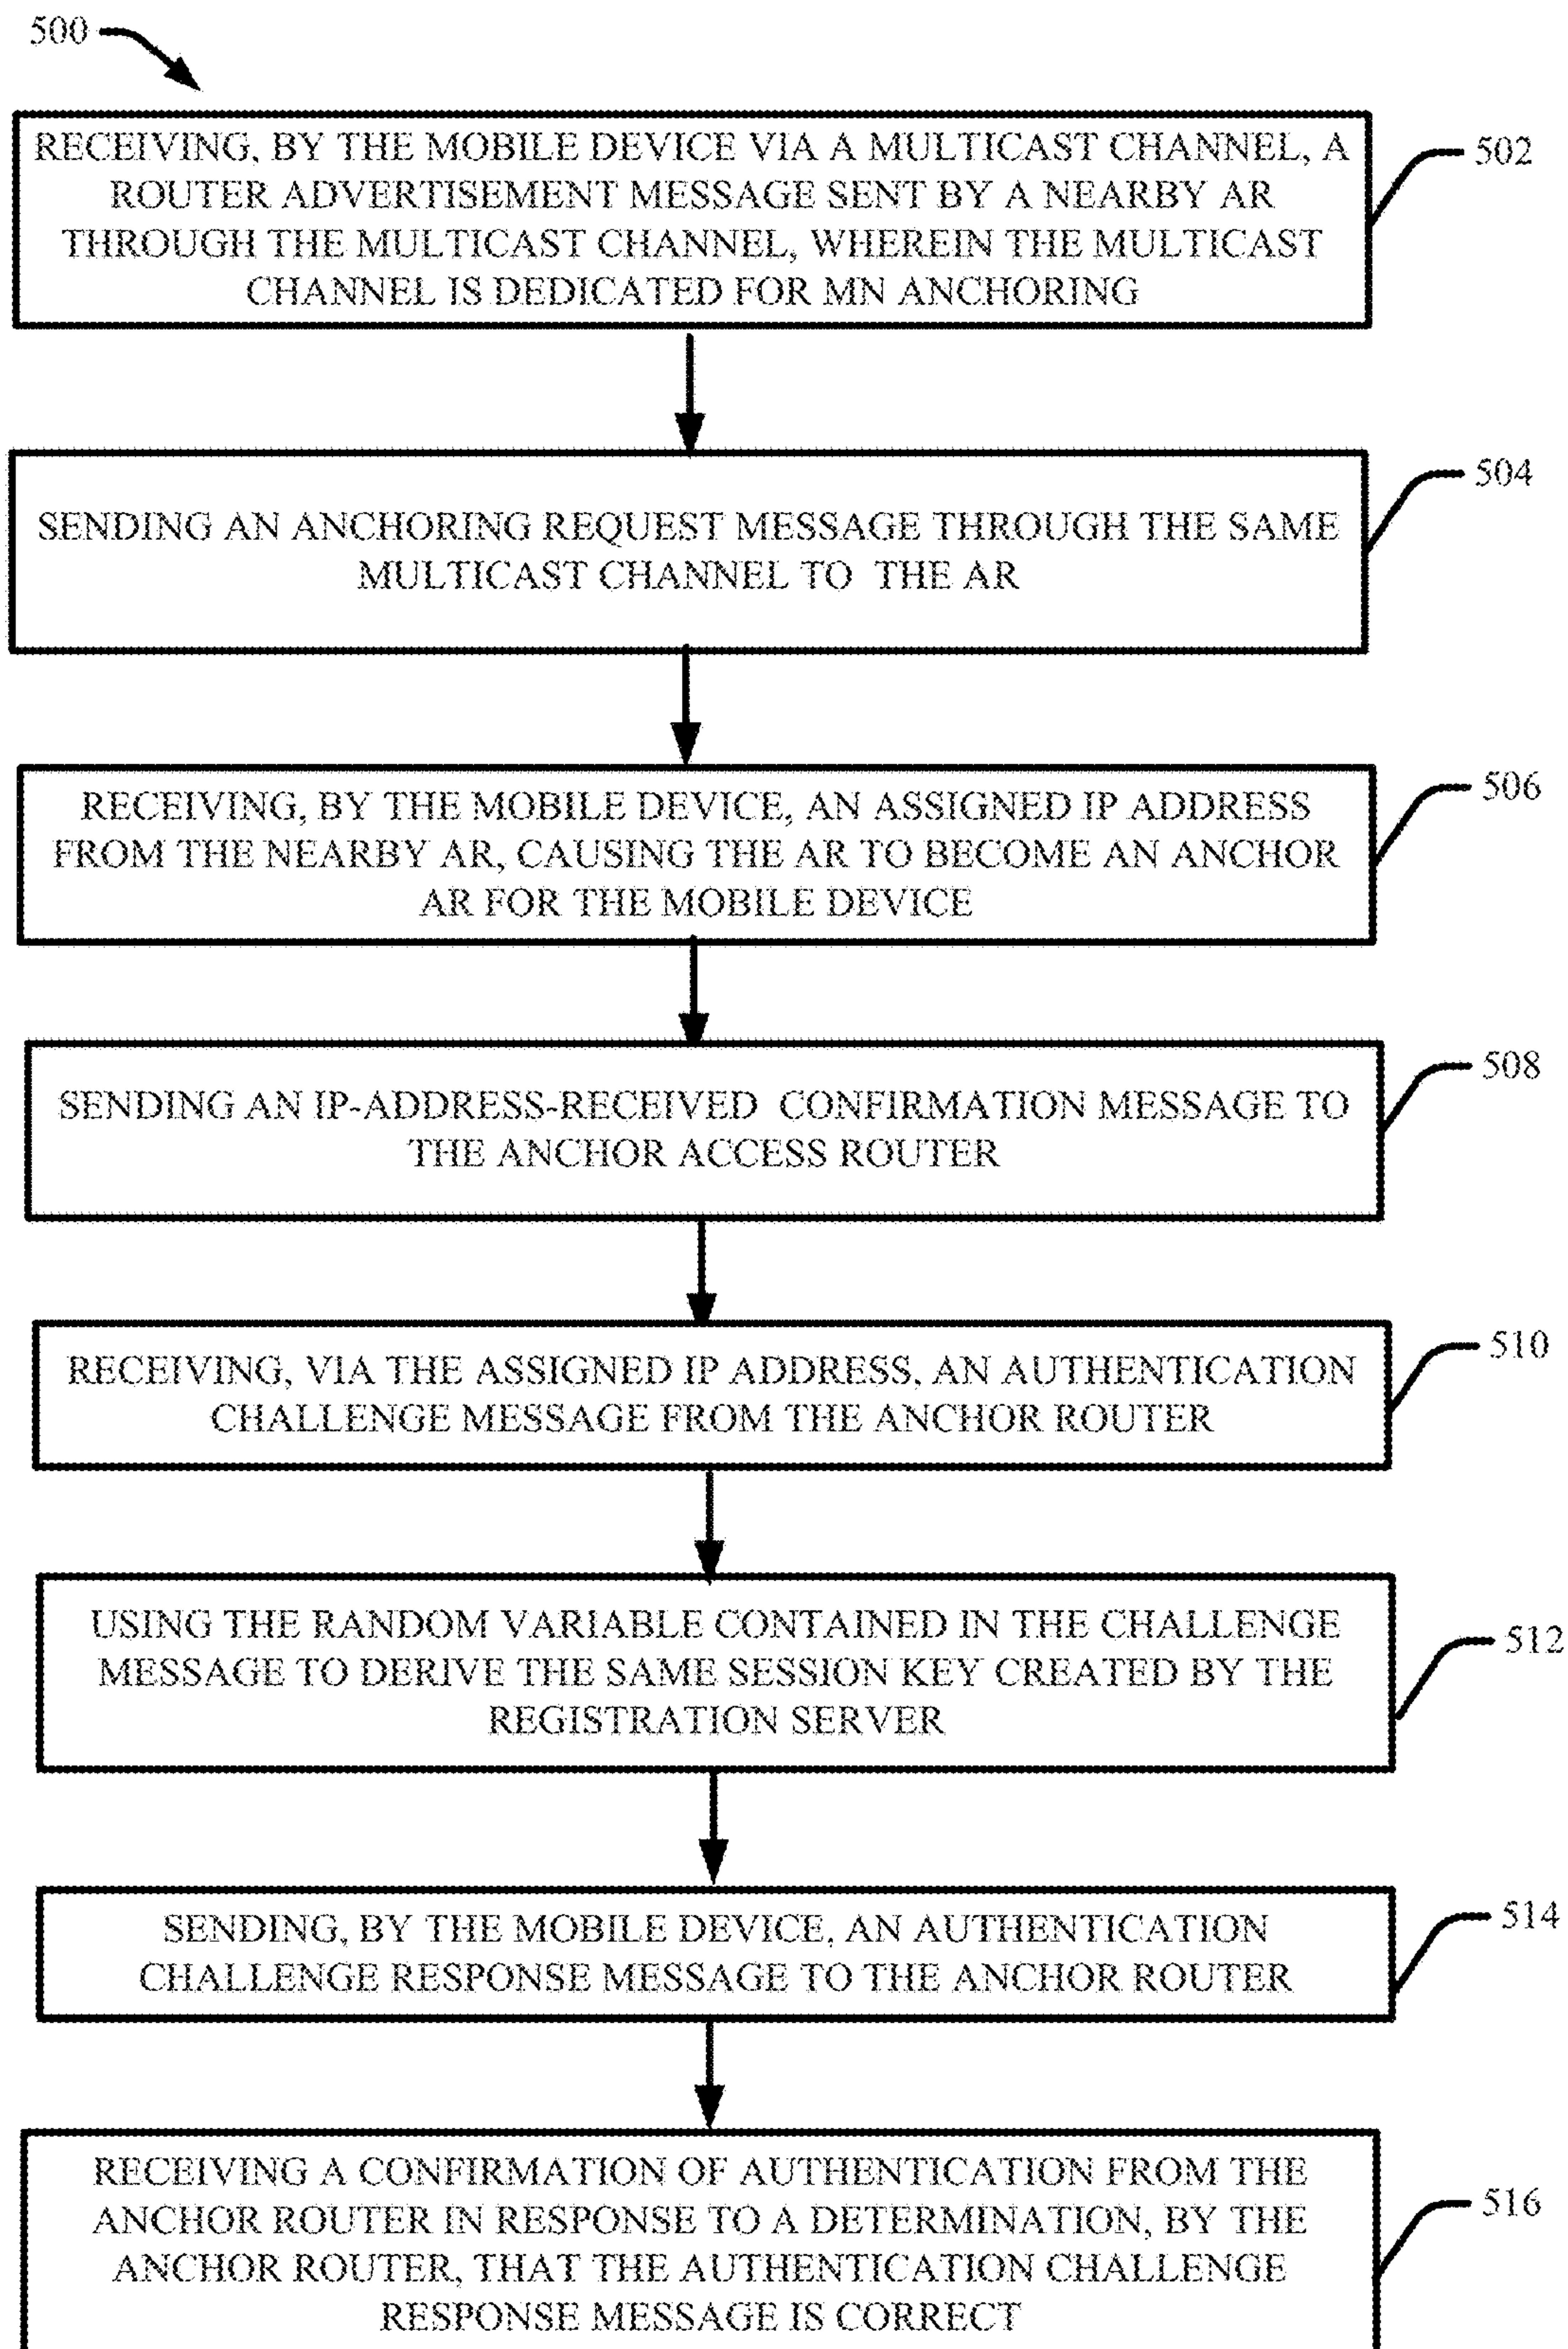 500
RECEIVING, BY THE MOBILE DEVICE VIA A MULTICAST CHANNEL, A
ROUTER ADVERTISEMENT MESSAGE SENT BY A NEARBY AR
THROUGH THE MULTICAST CHANNEL, WHEREIN THE MULTICAST
CHANNEL IS DEDICATED FOR MN ANCHORING
502
SENDING AN ANCHORING REQUEST MESSAGE THROUGH THE SAME
MULTICAST CHANNEL TO THE AR
504
RECEIVING, BY THE MOBILE DEVICE, AN ASSIGNED IP ADDRESS
FROM THE NEARBY AR, CAUSING THE AR TO BECOME AN ANCHOR
AR FOR THE MOBILE DEVICE
506
SENDING AN IP-ADDRESS-RECEIVED CONFIRMATION MESSAGE TO
THE ANCHOR ACCESS ROUTER
508
RECEIVING, VIA THE ASSIGNED IP ADDRESS, AN AUTHENTICATION
CHALLENGE MESSAGE FROM THE ANCHOR ROUTER
510
USING THE RANDOM VARIABLE CONTAINED IN THE CHALLENGE
MESSAGE TO DERIVE THE SAME SESSION KEY CREATED BY THE
REGISTRATION SERVER
512
SENDING, BY THE MOBILE DEVICE, AN AUTHENTICATION
CHALLENGE RESPONSE MESSAGE TO THE ANCHOR ROUTER
514
RECEIVING A CONFIRMATION OF AUTHENTICATION FROM THE
ANCHOR ROUTER IN RESPONSE TO A DETERMINATION, BY THE
ANCHOR ROUTER, THAT THE AUTHENTICATION CHALLENGE
RESPONSE MESSAGE IS CORRECT
516